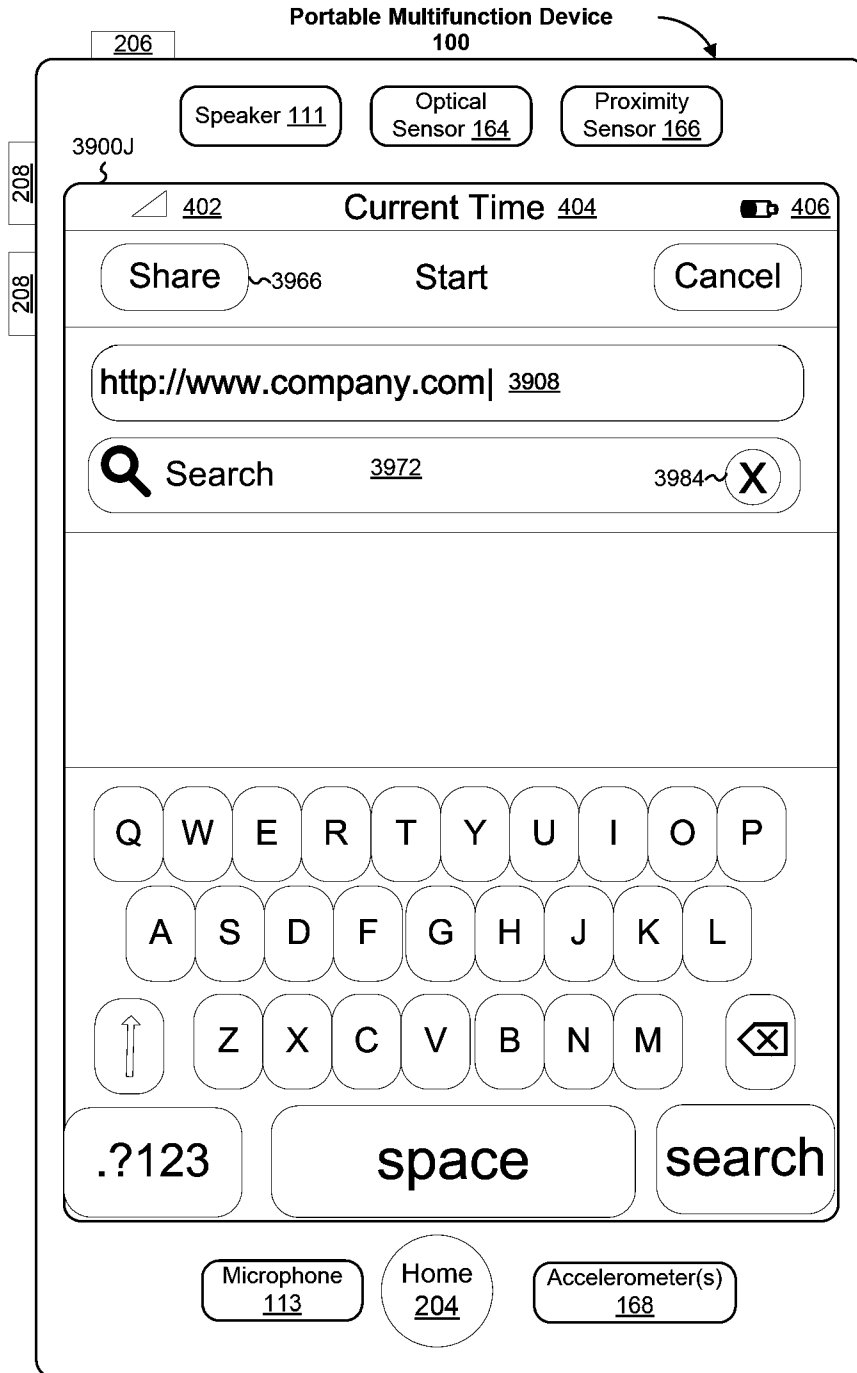 Portable Multifunction Device
100
206
Speaker 111
Optical
Sensor 164
Proximity
Sensor 166
3900J
208
208
402
Current Time 404
406
Share
3966
Start
Cancel
http://www.company.com| 3908
Search
3972
3984
X
Q W E R T Y U I O P
A S D F G H J K L
Z X C V B N M
.?123
space
search
Microphone
113
Home
204
Accelerometer(s)
168